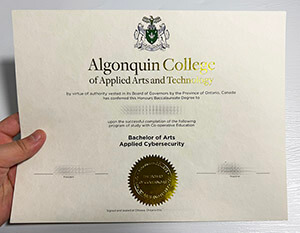 Algonquin College
of Applied Arts and Technology
by virtue of authority vested in its Board of Governors by the Province of Ontario, Canada
has conferred this Honours Baccalaureate Degree to
upon the successful completion of the following
program of study with Co-operative Education
Bachelor of Arts
Applied Cybersecurity